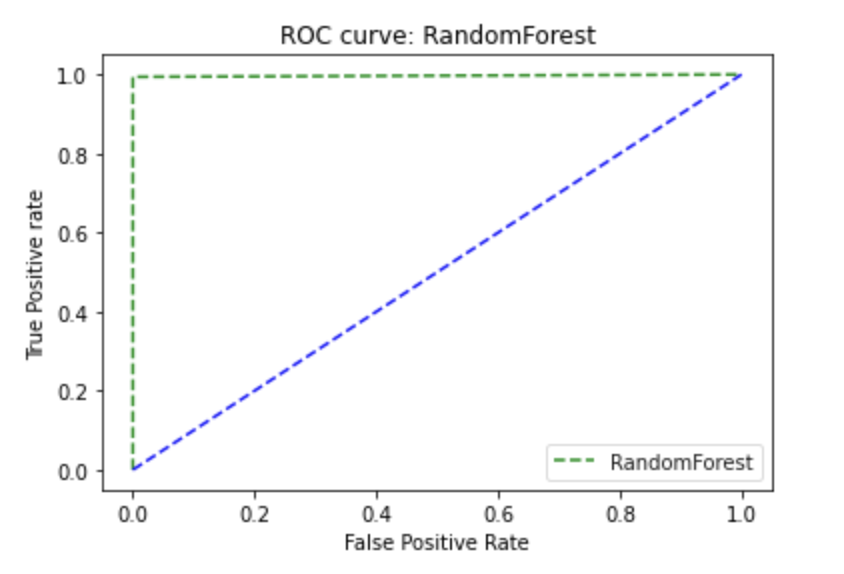 ROC curve: RandomForest
1.0
0.8
0.6
0.4
0.2
0.0
True Positive rate
0.0 0.2 0.4 0.6 0.8 1.0
False Positive Rate
RandomForest